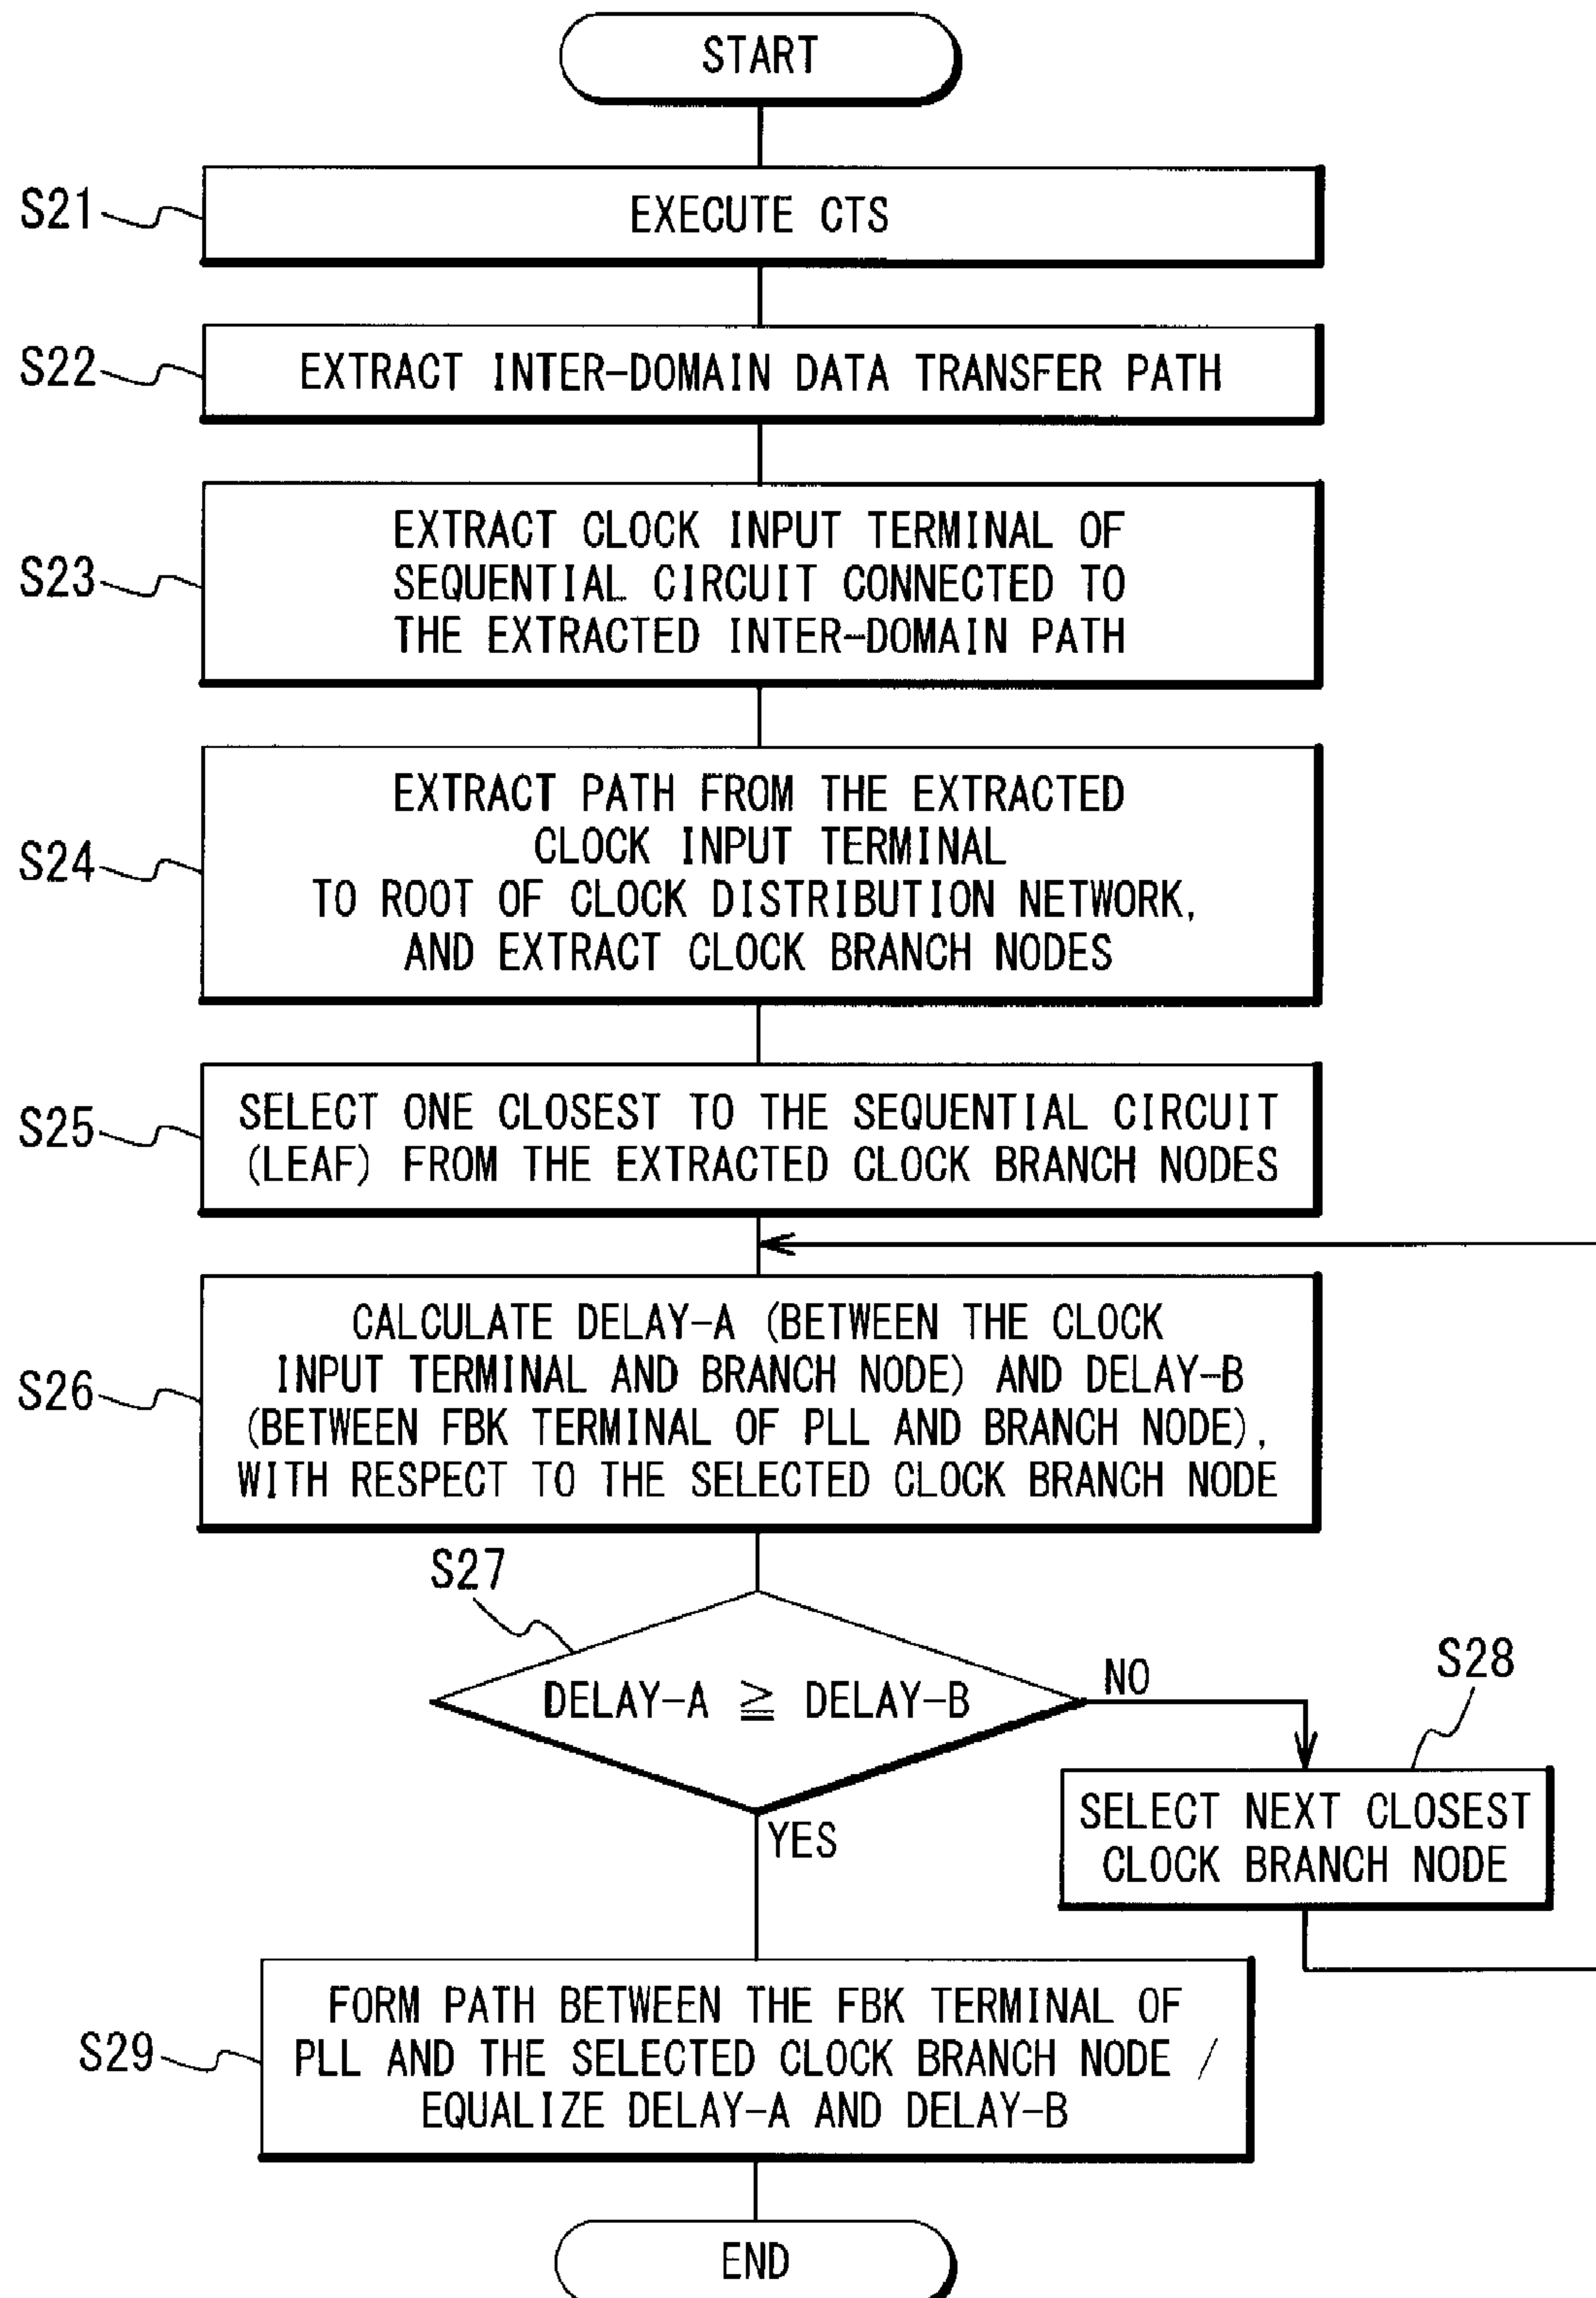 START
S21
EXECUTE CTS
S22
EXTRACT INTER-DOMAIN DATA TRANSFER PATH
S23
EXTRACT CLOCK INPUT TERMINAL OF
SEQUENTIAL CIRCUIT CONNECTED TO
THE EXTRACTED INTER-DOMAIN PATH
S24
EXTRACT PATH FROM THE EXTRACTED
CLOCK INPUT TERMINAL
TO ROOT OF CLOCK DISTRIBUTION NETWORK,
AND EXTRACT CLOCK BRANCH NODES
S25
SELECT ONE CLOSEST TO THE SEQUENTIAL CIRCUIT
(LEAF) FROM THE EXTRACTED CLOCK BRANCH NODES
S26
CALCULATE DELAY-A (BETWEEN THE CLOCK
INPUT TERMINAL AND BRANCH NODE) AND DELAY-B
(BETWEEN FBK TERMINAL OF PLL AND BRANCH NODE),
WITH RESPECT TO THE SELECTED CLOCK BRANCH NODE
S27
DELAY-A ≧ DELAY-B
NO
S28
SELECT NEXT CLOSEST
CLOCK BRANCH NODE
YES
S29
FORM PATH BETWEEN THE FBK TERMINAL OF
PLL AND THE SELECTED CLOCK BRANCH NODE /
EQUALIZE DELAY-A AND DELAY-B
END